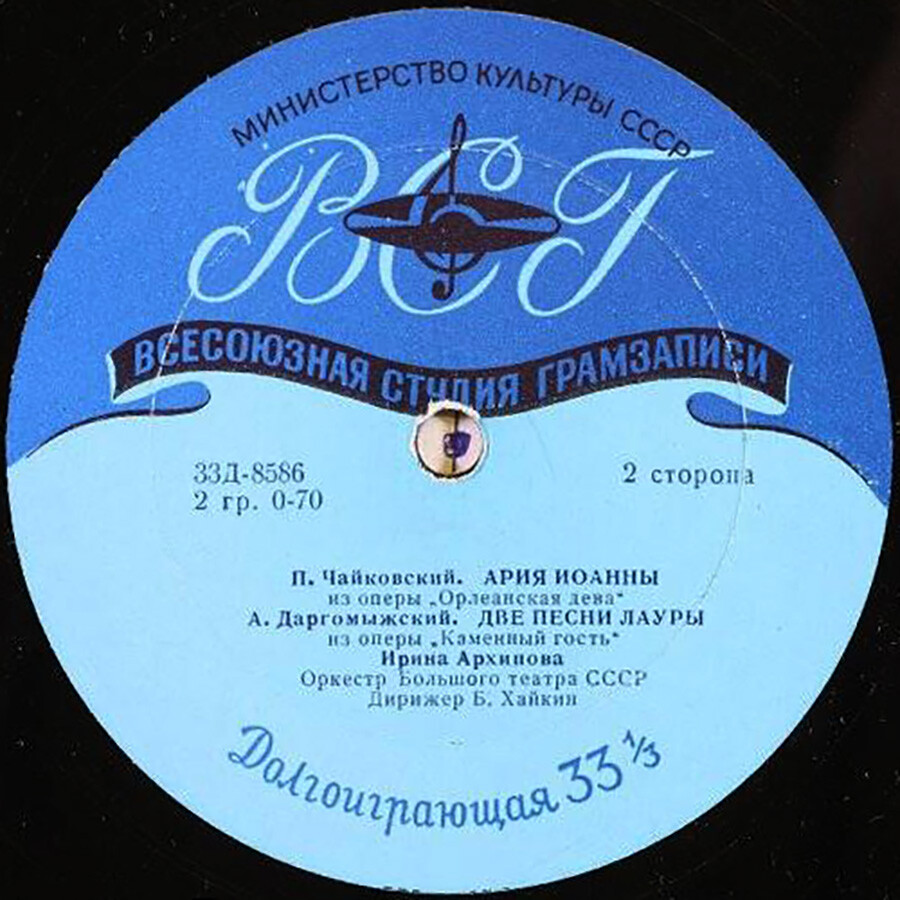 МИНИСТЕРСТВО КУЛЬТУРЫ СССР
ВСГ
ВСЕСОЮЗНАЯ СТУДИЯ ГРАМЗАПИСИ
33Д-8586
2 гр. 0-70
2 сторона
П. Чайковский. АРИЯ ИОАННЫ
из оперы „Орлеанская дева“
А. Даргомыжский. ДВЕ ПЕСНИ ЛАУРЫ
из оперы „Каменный гость“
Ирина Архипова
Оркестр Большого театра СССР
Дирижер Б. Хайкин
Долгоиграющая 33 1/3